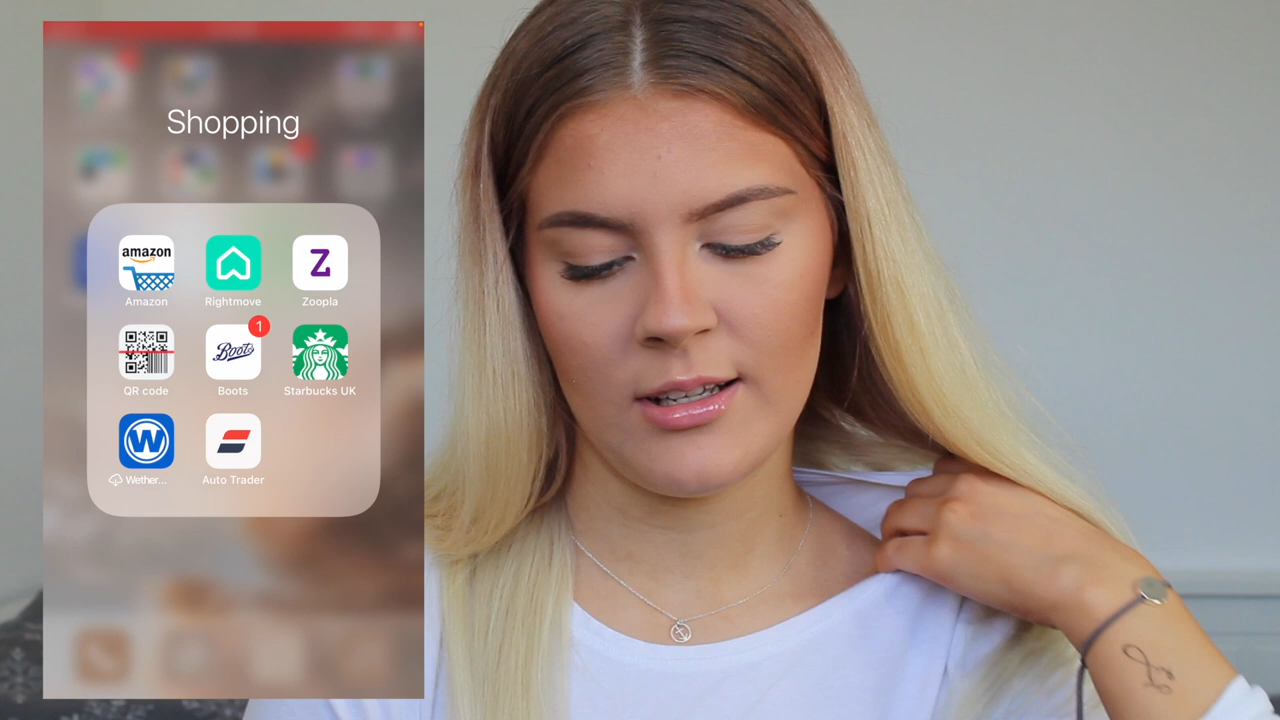 Shopping
amazon
Amazon
Rightmove
Z
Zoopla
QR code
Boots
1
Boots
Starbucks UK
W
Wether...
Auto Trader